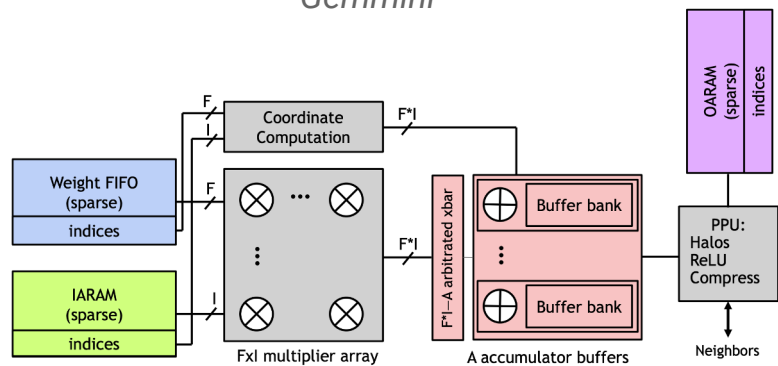 Gemmini
OARAM
(sparse)
indices
F
I
Coordinate
Computation
F*I
Weight FIFO
(sparse)
indices
F
F*I
F*I–A arbitrated xbar
Buffer bank
PPU:
Halos
ReLU
Compress
IARAM
(sparse)
indices
I
Buffer bank
FxI multiplier array
A accumulator buffers
Neighbors